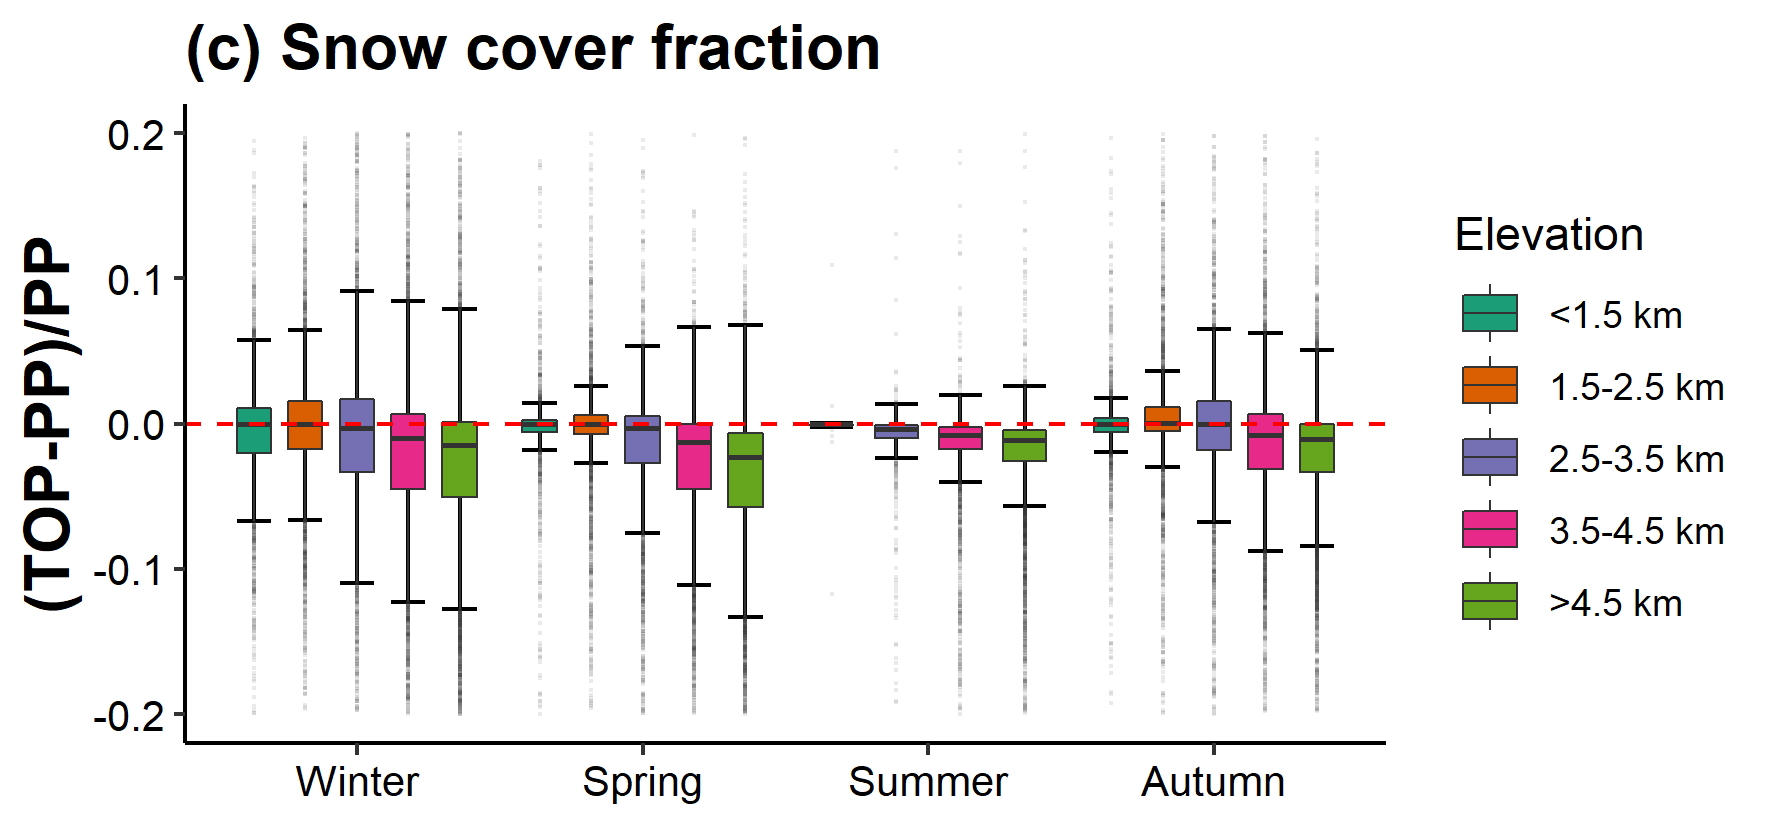 (c) Snow cover fraction
(TOP-PP)/PP
0.2
0.1
0.0
-0.1
-0.2
Winter
Spring
Summer
Autumn
Elevation
<1.5 km
1.5-2.5 km
2.5-3.5 km
3.5-4.5 km
>4.5 km